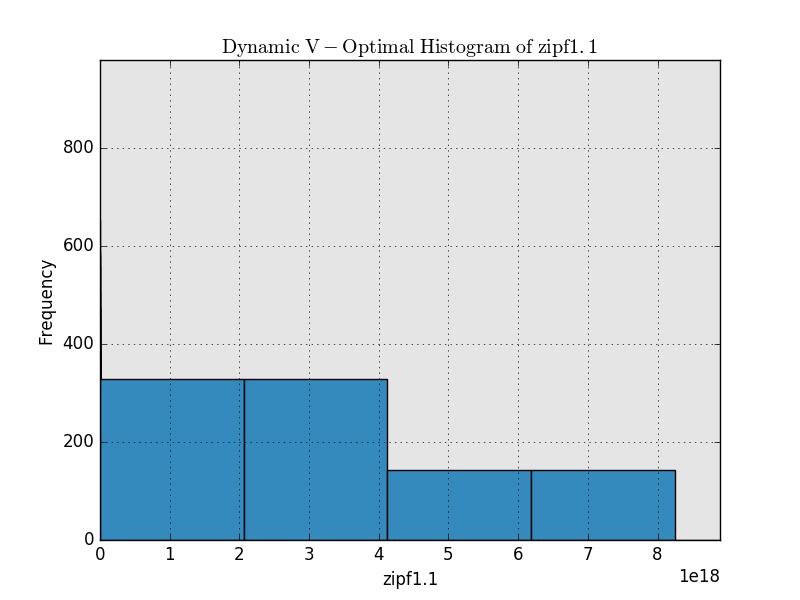 Dynamic V − Optimal Histogram of zipf1.1
800
600
400
200
0
Frequency
0 1 2 3 4 5 6 7 8
1e18
zipf1.1